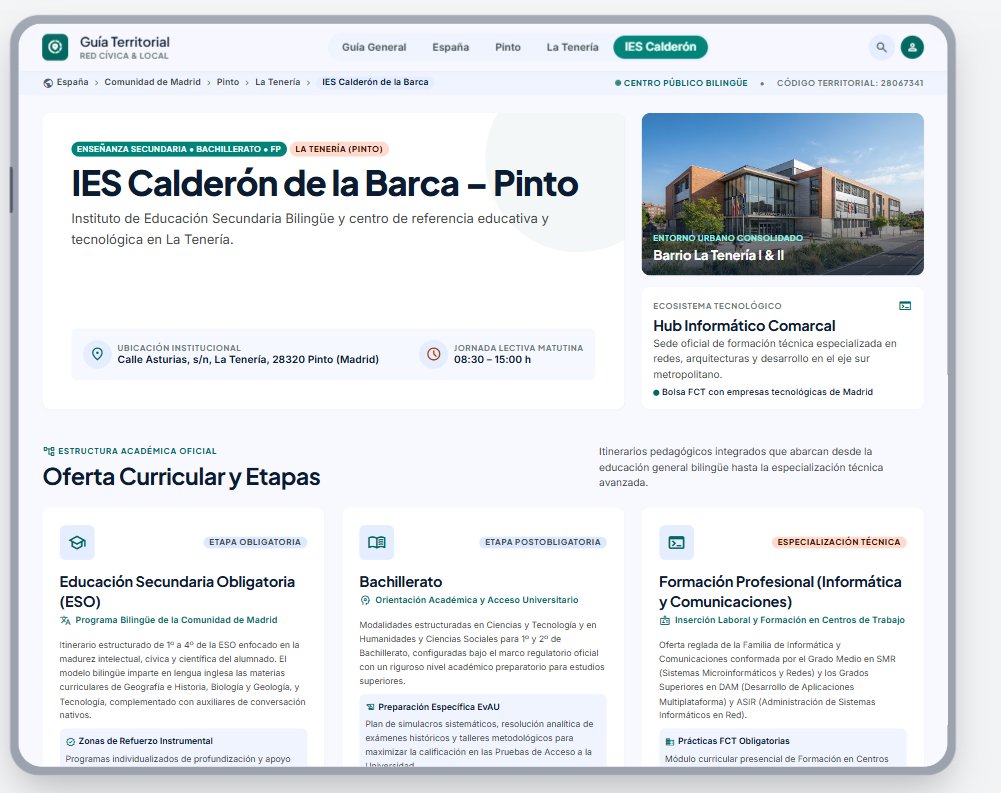 Guía Territorial
RED CÍVICA & LOCAL
Guía General
España
Pinto
La Tenería
IES Calderón
España > Comunidad de Madrid > Pinto > La Tenería > IES Calderón de la Barca
CENTRO PÚBLICO BILINGÜE • CÓDIGO TERRITORIAL: 28067341
ENSEÑANZA SECUNDARIA • BACHILLERATO • FP
LA TENERÍA (PINTO)
IES Calderón de la Barca – Pinto
Instituto de Educación Secundaria Bilingüe y centro de referencia educativa y
tecnológica en La Tenería.
UBICACIÓN INSTITUCIONAL
Calle Asturias, s/n, La Tenería, 28320 Pinto (Madrid)
JORNADA LECTIVA MATUTINA
08:30 – 15:00 h
ENTORNO URBANO CONSOLIDADO
Barrio La Tenería I & II
ECOSISTEMA TECNOLÓGICO
Hub Informático Comarcal
Sede oficial de formación técnica especializada en
redes, arquitecturas y desarrollo en el eje sur
metropolitano.
Bolsa FCT con empresas tecnológicas de Madrid
ESTRUCTURA ACADÉMICA OFICIAL
Oferta Curricular y Etapas
Itinerarios pedagógicos integrados que abarcan desde la
educación general bilingüe hasta la especialización técnica
avanzada.
ETAPA OBLIGATORIA
Educación Secundaria Obligatoria
(ESO)
Programa Bilingüe de la Comunidad de Madrid
Itinerario estructurado de 1º a 4º de la ESO enfocado en la
madurez intelectual, cívica y científica del alumnado. El
modelo bilingüe imparte en lengua inglesa las materias
curriculares de Geografía e Historia, Biología y Geología, y
Tecnología, complementado con auxiliares de conversación
nativos.
Zonas de Refuerzo Instrumental
Programas individualizados de profundización y apoyo
ETAPA POSTOBLIGATORIA
Bachillerato
Orientación Académica y Acceso Universitario
Modalidades estructuradas en Ciencias y Tecnología y en
Humanidades y Ciencias Sociales para 1º y 2º de
Bachillerato, configuradas bajo el marco regulatorio oficial
con un riguroso nivel académico preparatorio para estudios
superiores.
Preparación Específica EvAU
Plan de simulacros sistemáticos, resolución analítica de
exámenes históricos y talleres metodológicos para
maximizar la calificación en las Pruebas de Acceso a la
Universidad.
ESPECIALIZACIÓN TÉCNICA
Formación Profesional (Informática
y Comunicaciones)
Inserción Laboral y Formación en Centros de Trabajo
Oferta reglada de la Familia de Informática y
Comunicaciones conformada por el Grado Medio en SMR
(Sistemas Microinformáticos y Redes) y los Grados
Superiores en DAM (Desarrollo de Aplicaciones
Multiplataforma) y ASIR (Administración de Sistemas
Informáticos en Red).
Prácticas FCT Obligatorias
Módulo curricular presencial de Formación en Centros